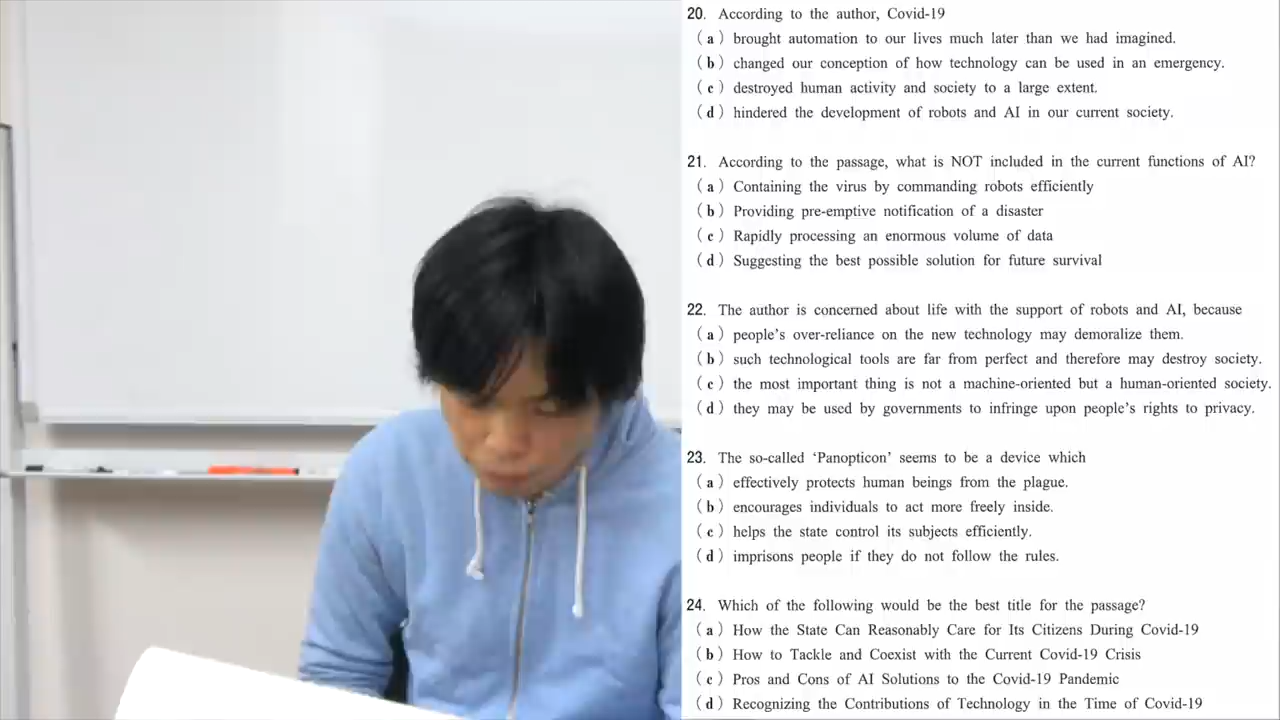 20. According to the author, Covid-19
(a) brought automation to our lives much later than we had imagined.
(b) changed our conception of how technology can be used in an emergency.
(c) destroyed human activity and society to a large extent.
(d) hindered the development of robots and AI in our current society.
21. According to the passage, what is NOT included in the current functions of AI?
(a) Containing the virus by commanding robots efficiently
(b) Providing pre-emptive notification of a disaster
(c) Rapidly processing an enormous volume of data
(d) Suggesting the best possible solution for future survival
22. The author is concerned about life with the support of robots and AI, because
(a) people's over-reliance on the new technology may demoralize them.
(b) such technological tools are far from perfect and therefore may destroy society.
(c) the most important thing is not a machine-oriented but a human-oriented society.
(d) they may be used by governments to infringe upon people's rights to privacy.
23. The so-called ‘Panopticon’ seems to be a device which
(a) effectively protects human beings from the plague.
(b) encourages individuals to act more freely inside.
(c) helps the state control its subjects efficiently.
(d) imprisons people if they do not follow the rules.
24. Which of the following would be the best title for the passage?
(a) How the State Can Reasonably Care for Its Citizens During Covid-19
(b) How to Tackle and Coexist with the Current Covid-19 Crisis
(c) Pros and Cons of AI Solutions to the Covid-19 Pandemic
(d) Recognizing the Contributions of Technology in the Time of Covid-19